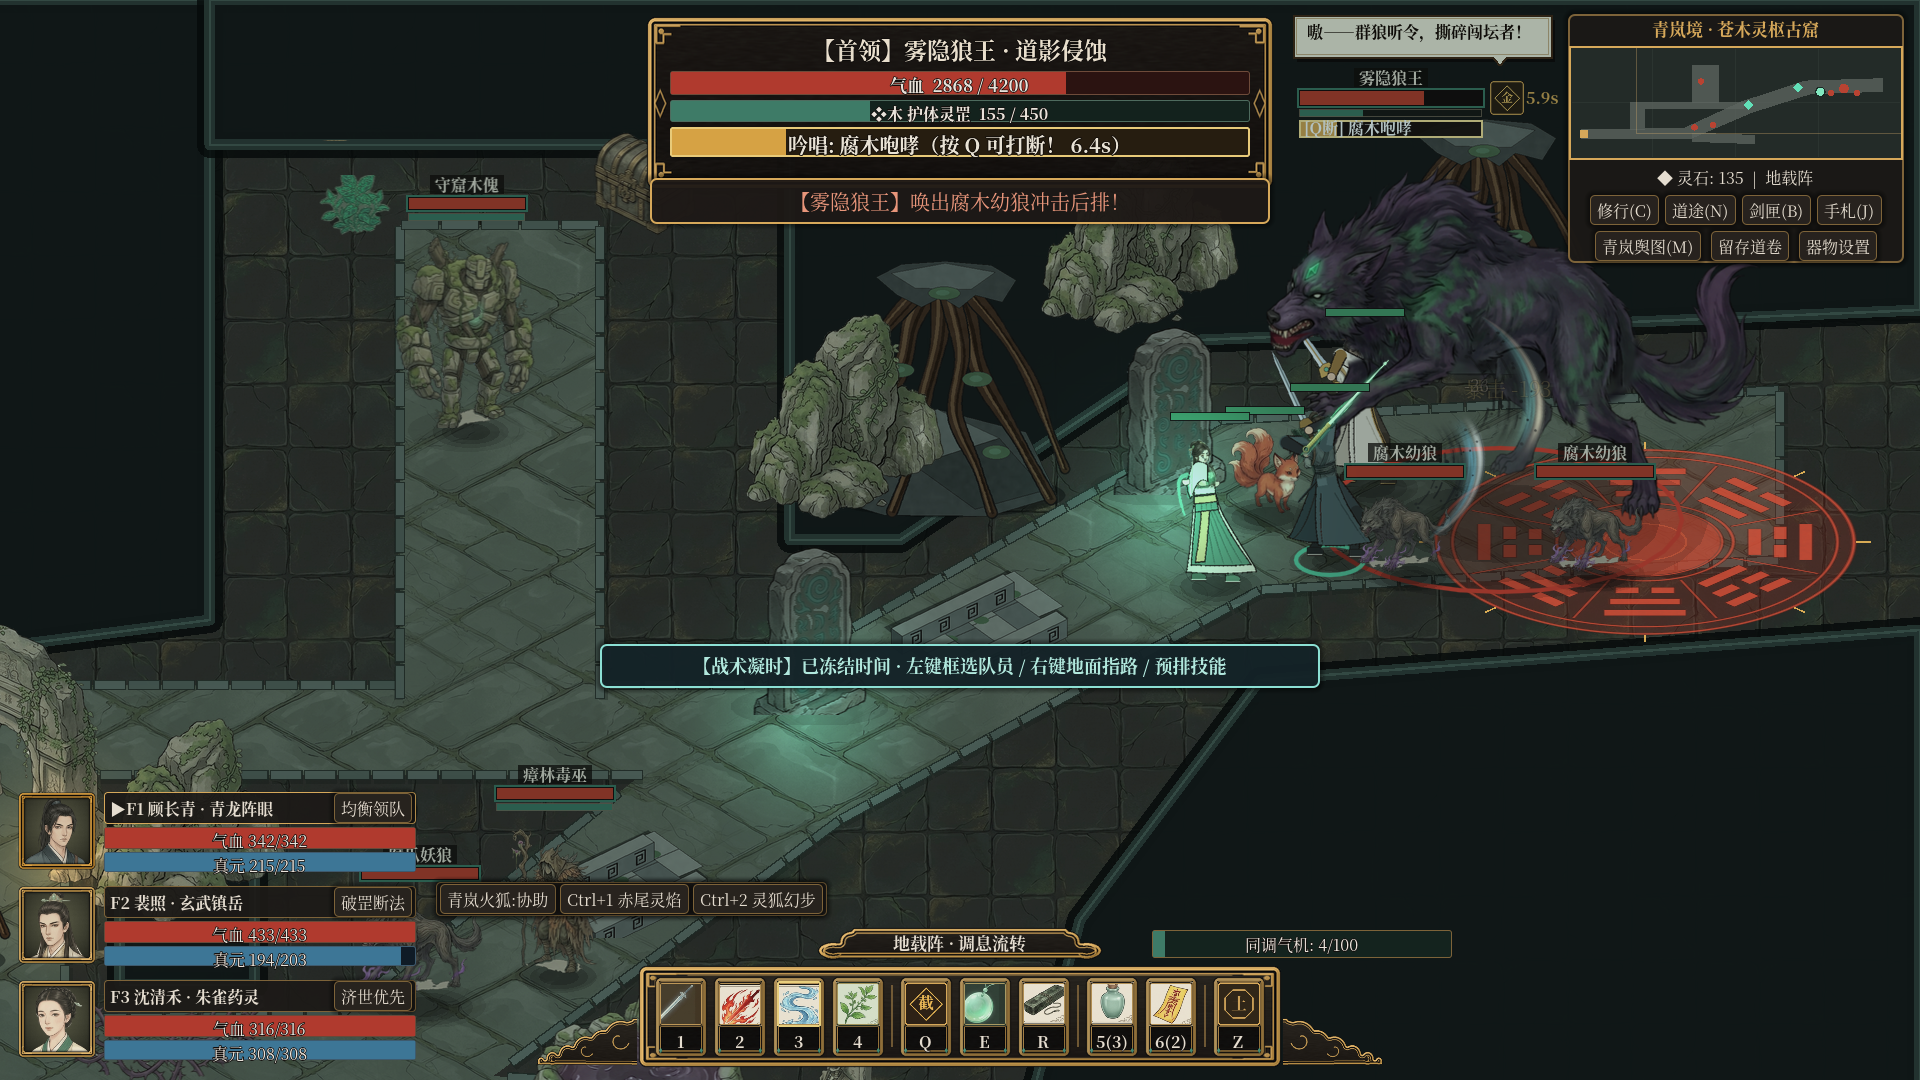 【首领】雾隐狼王 · 道影侵蚀
气血 2868 / 4200
❖木 护体灵罡 155 / 450
吟唱: 腐木咆哮（按 Q 可打断！ 6.4s）
【雾隐狼王】唤出腐木幼狼冲击后排！
嗷——群狼听令，撕碎闯坛者！
雾隐狼王
金 5.9s
[Q断] 腐木咆哮
青岚境 · 苍木灵枢古窟
◆ 灵石: 135 | 地载阵
修行(C) 道途(N) 剑匣(B) 手札(J)
青岚舆图(M) 留存道卷 器物设置
守窟木傀
腐木幼狼
腐木幼狼
【战术凝时】已冻结时间 · 左键框选队员 / 右键地面指路 / 预排技能
瘴林毒巫
妖狼
▶F1 顾长青 · 青龙阵眼 均衡领队
气血 342/342
真元 215/215
F2 裴照 · 玄武镇岳 破罡断法
气血 433/433
真元 194/203
F3 沈清禾 · 朱雀药灵 济世优先
气血 316/316
真元 308/308
青岚火狐:协助 Ctrl+1 赤尾灵焰 Ctrl+2 灵狐幻步
地载阵 · 调息流转
同调气机: 4/100
截 上
1 2 3 4 Q E R 5(3) 6(2) Z